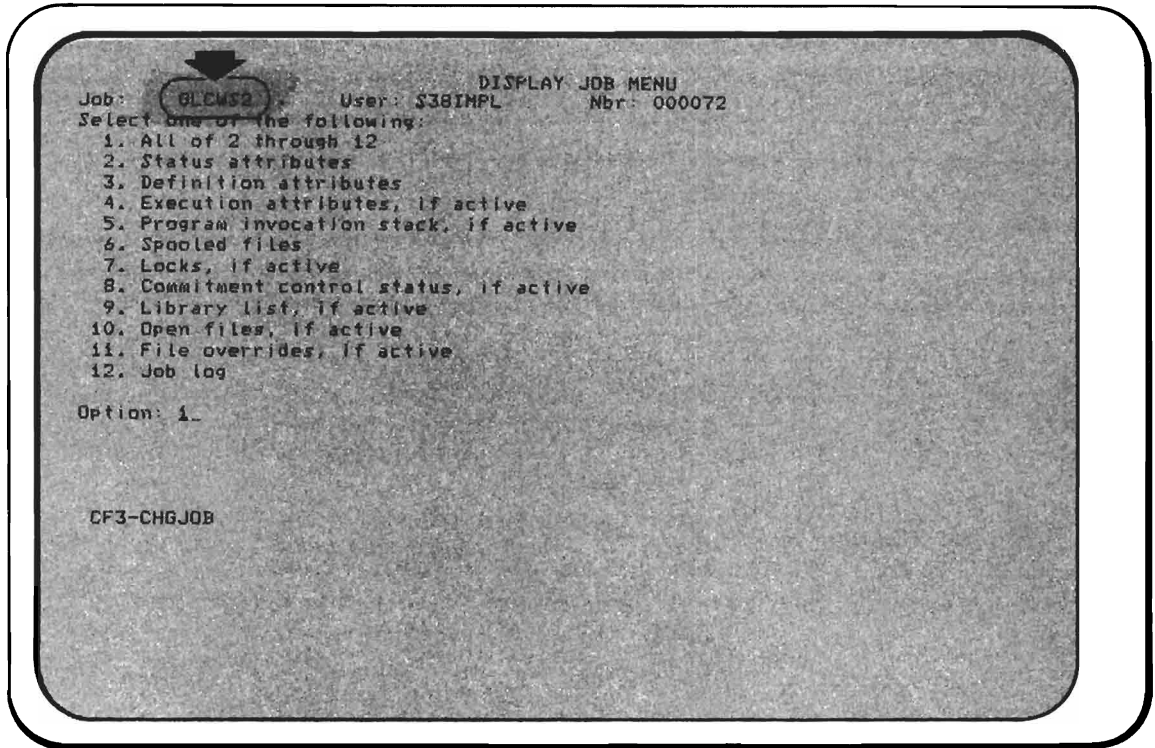 DISPLAY JOB MENU
Job: GLCWS2 User: S38IMPL Nbr: 000072
Select one of the following:
1. All of 2 through 12
2. Status attributes
3. Definition attributes
4. Execution attributes, if active
5. Program invocation stack, if active
6. Spooled files
7. Locks, if active
8. Commitment control status, if active
9. Library list, if active
10. Open files, if active
11. File overrides, if active
12. Job log
Option: 1_
CF3-CHGJOB